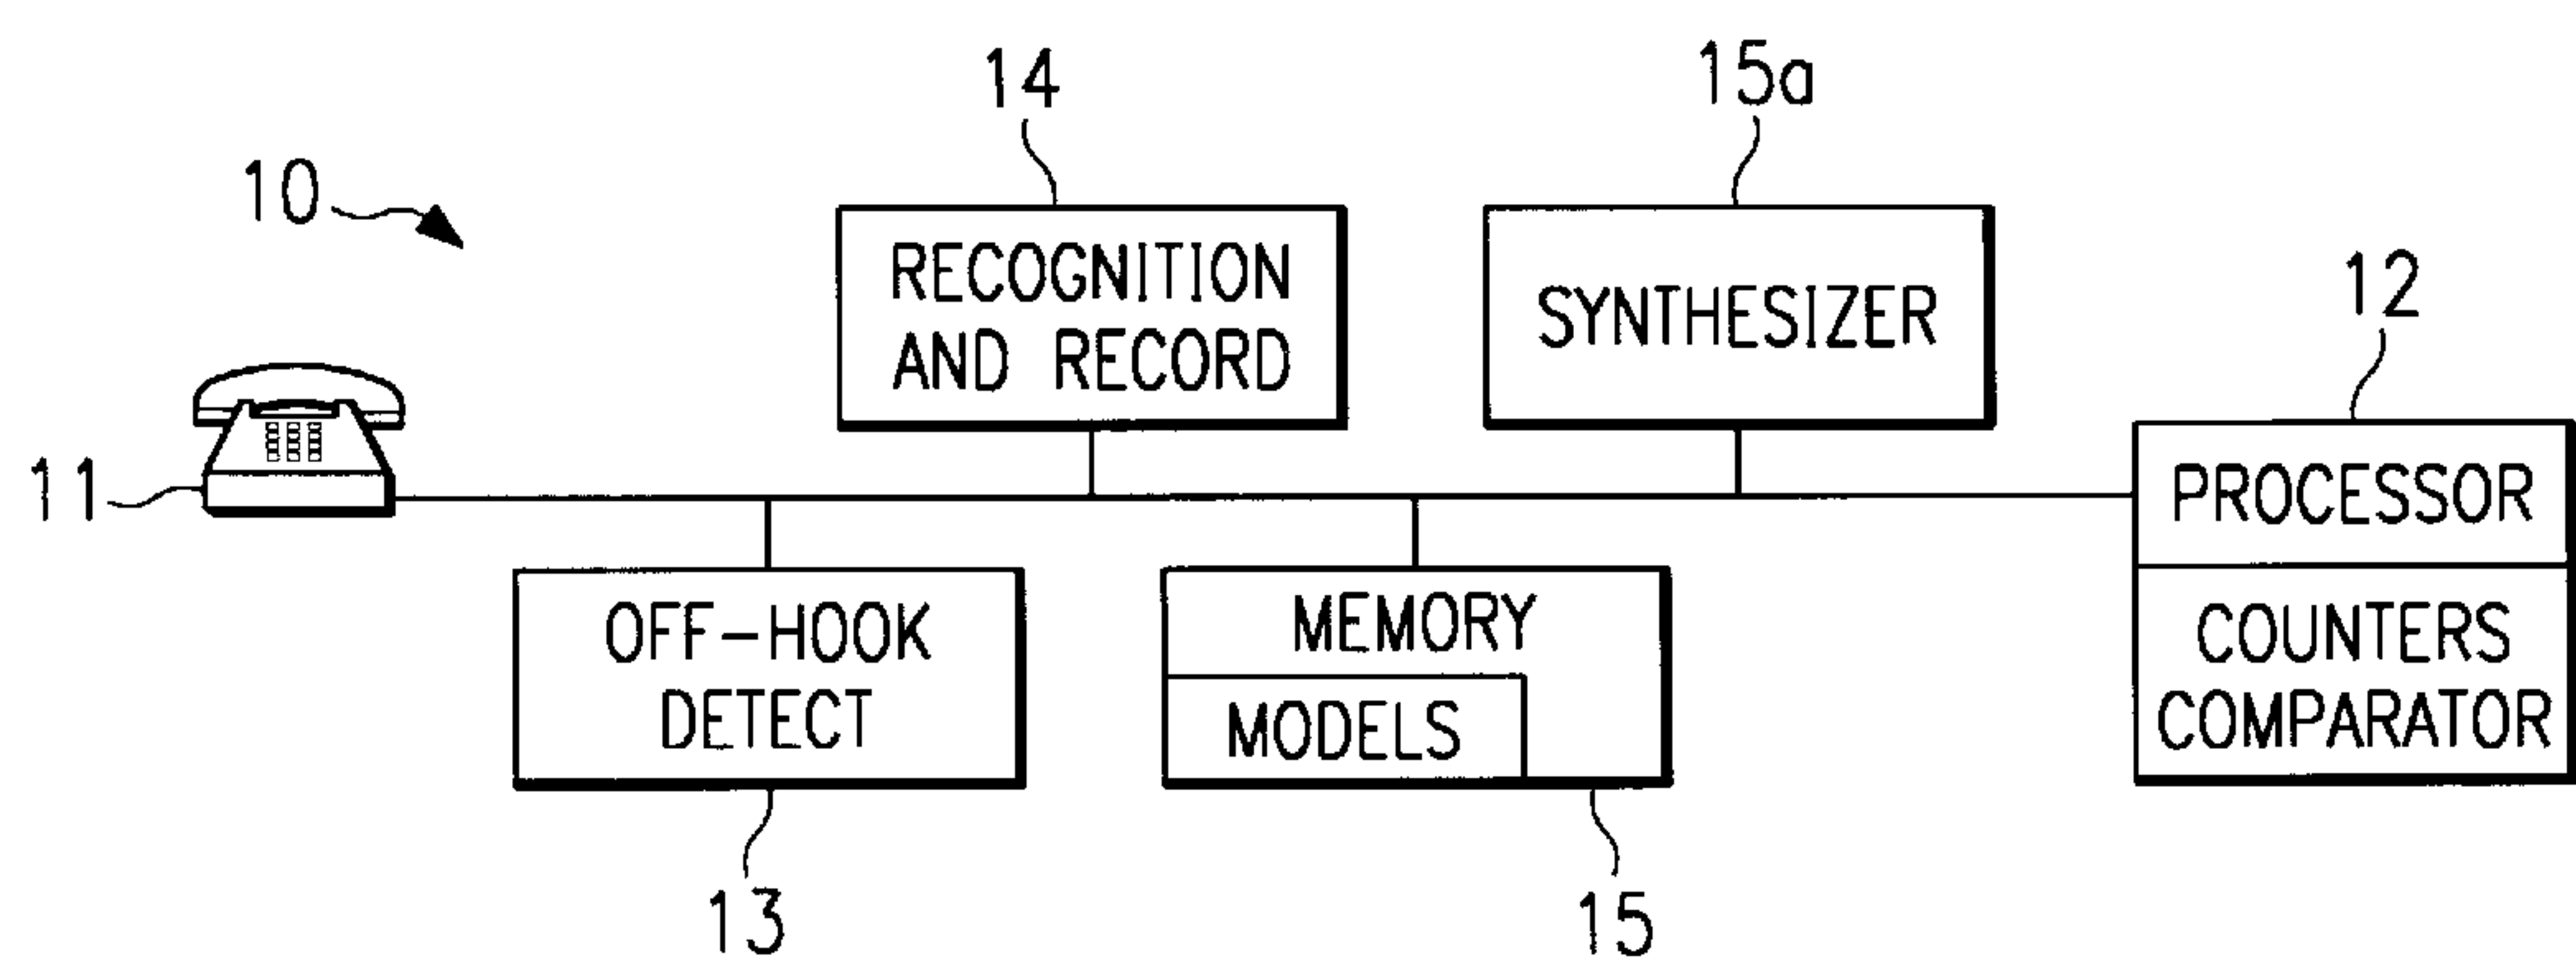 14
15a
10
RECOGNITION
AND RECORD
SYNTHESIZER
12
11
PROCESSOR
COUNTERS
COMPARATOR
OFF-HOOK
DETECT
MEMORY
MODELS
13
15